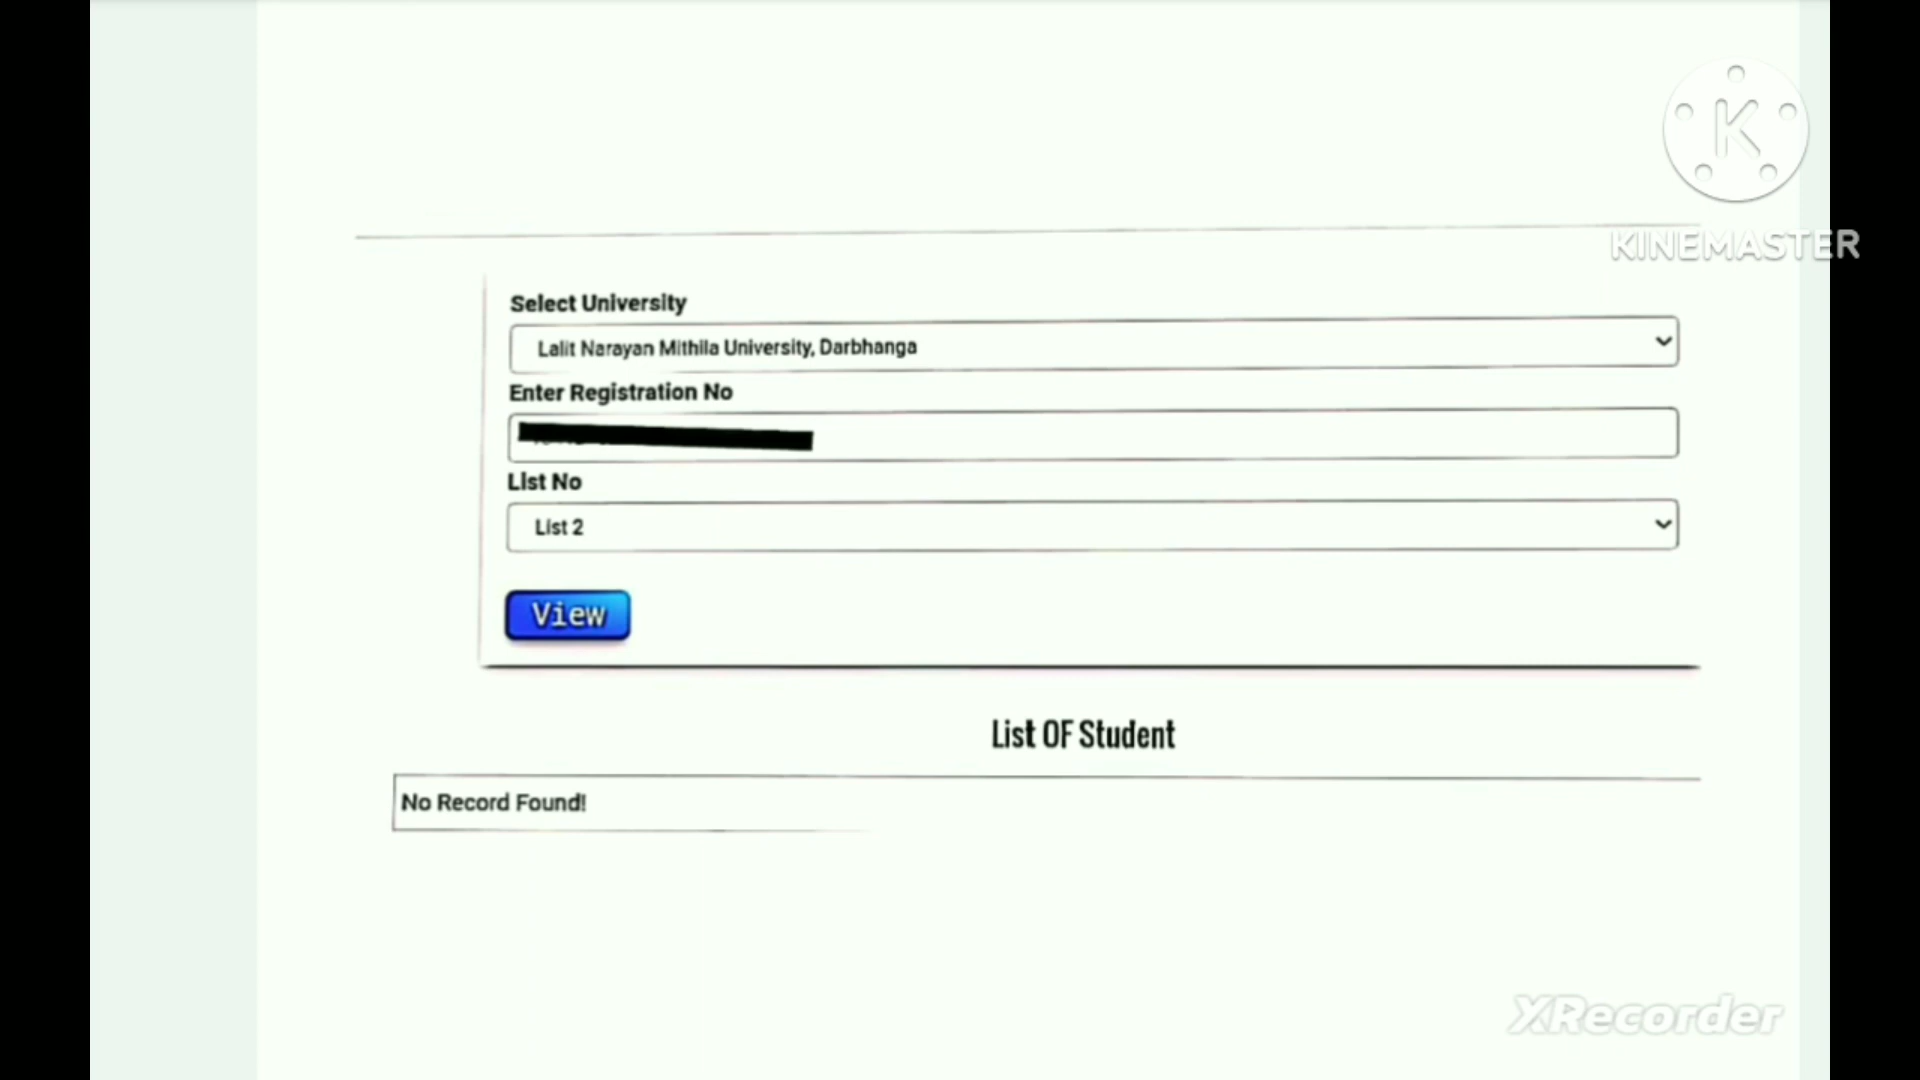 K
KINEMASTER
Select University
Lalit Narayan Mithila University, Darbhanga
Enter Registration No
List No
List 2
View
List OF Student
No Record Found!
XRecorder